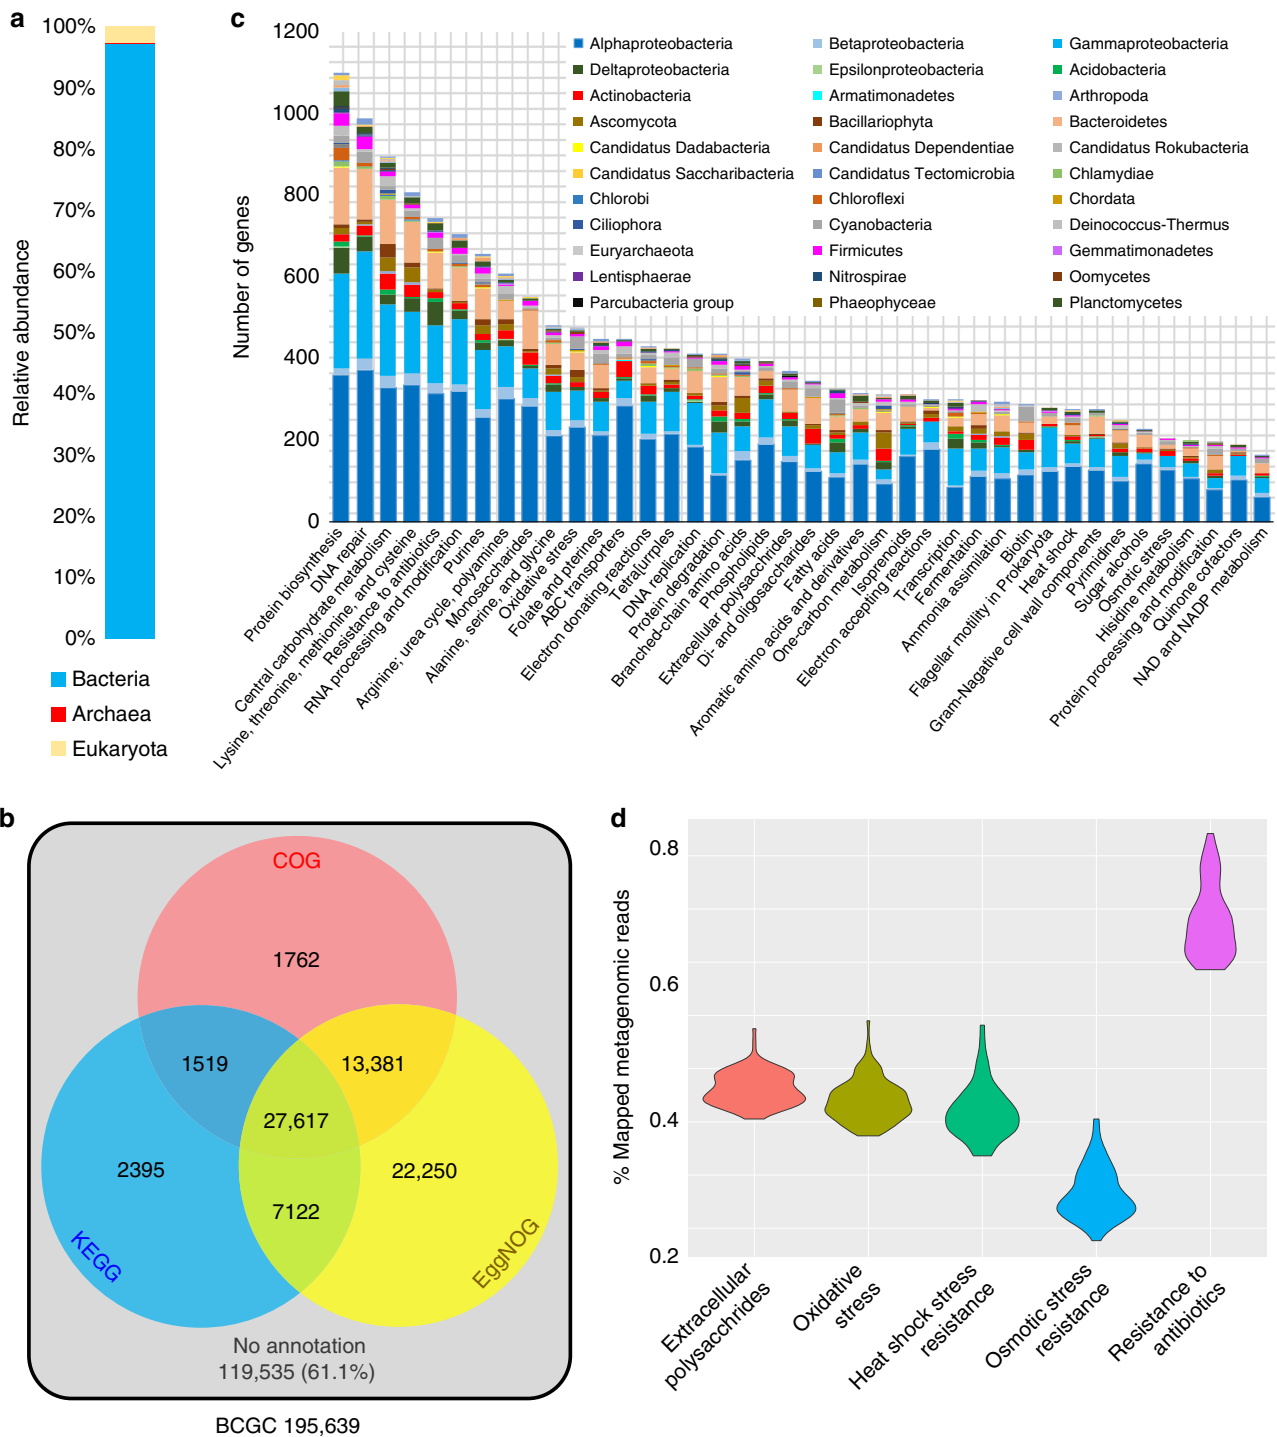 a
100%
90%
80%
70%
60%
50%
40%
30%
20%
10%
0%
Relative abundance
Bacteria
Archaea
Eukaryota
c
1200
1000
800
600
400
200
0
Number of genes
Alphaproteobacteria
Betaproteobacteria
Gammaproteobacteria
Deltaproteobacteria
Epsilonproteobacteria
Acidobacteria
Actinobacteria
Armatimonadetes
Arthropoda
Ascomycota
Bacillariophyta
Bacteroidetes
Candidatus Dadabacteria
Candidatus Dependentiae
Candidatus Rokubacteria
Candidatus Saccharibacteria
Candidatus Tectomicrobia
Chlamydiae
Chlorobi
Chloroflexi
Chordata
Ciliophora
Cyanobacteria
Deinococcus-Thermus
Euryarchaeota
Firmicutes
Gemmatimonadetes
Lentisphaerae
Nitrospirae
Oomycetes
Parcubacteria group
Phaeophyceae
Planctomycetes
Protein biosynthesis
DNA repair
Central carbohydrate metabolism
Lysine, threonine, methionine, and cysteine
Resistance to antibiotics
RNA processing and modification
Purines
Arginine; urea cycle, polyamines
Monosaccharides
Alanine, serine, and glycine
Oxidative stress
Folate and pterines
ABC transporters
Electron donating reactions
Tetralurrples
DNA replication
Protein degradation
Branched-chain amino acids
Phospholipids
Extracellular polysacchrides
Di- and oligosaccharides
Fatty acids
Aromatic amino acids and derivatives
One-carbon metabolism
Isoprenoids
Electron accepting reactions
Transcription
Fermentation
Ammonia assimilation
Biotin
Flagellar motility in Prokaryota
Heat shock
Gram-Nagative cell wall components
Pyrimidines
Sugar alcohols
Osmotic stress
Hisidine metabolism
Protein processing and modification
Quinone cofactors
NAD and NADP metabolism
b
COG
1762
1519
13,381
27,617
2395
22,250
7122
KEGG
EggNOG
No annotation
119,535 (61.1%)
BCGC 195,639
d
0.8
0.6
0.4
0.2
% Mapped metagenomic reads
Extracellular
polysacchrides
Oxidative
stress
Heat shock stress
resistance
Osmotic stress
resistance
Resistance to
antibiotics